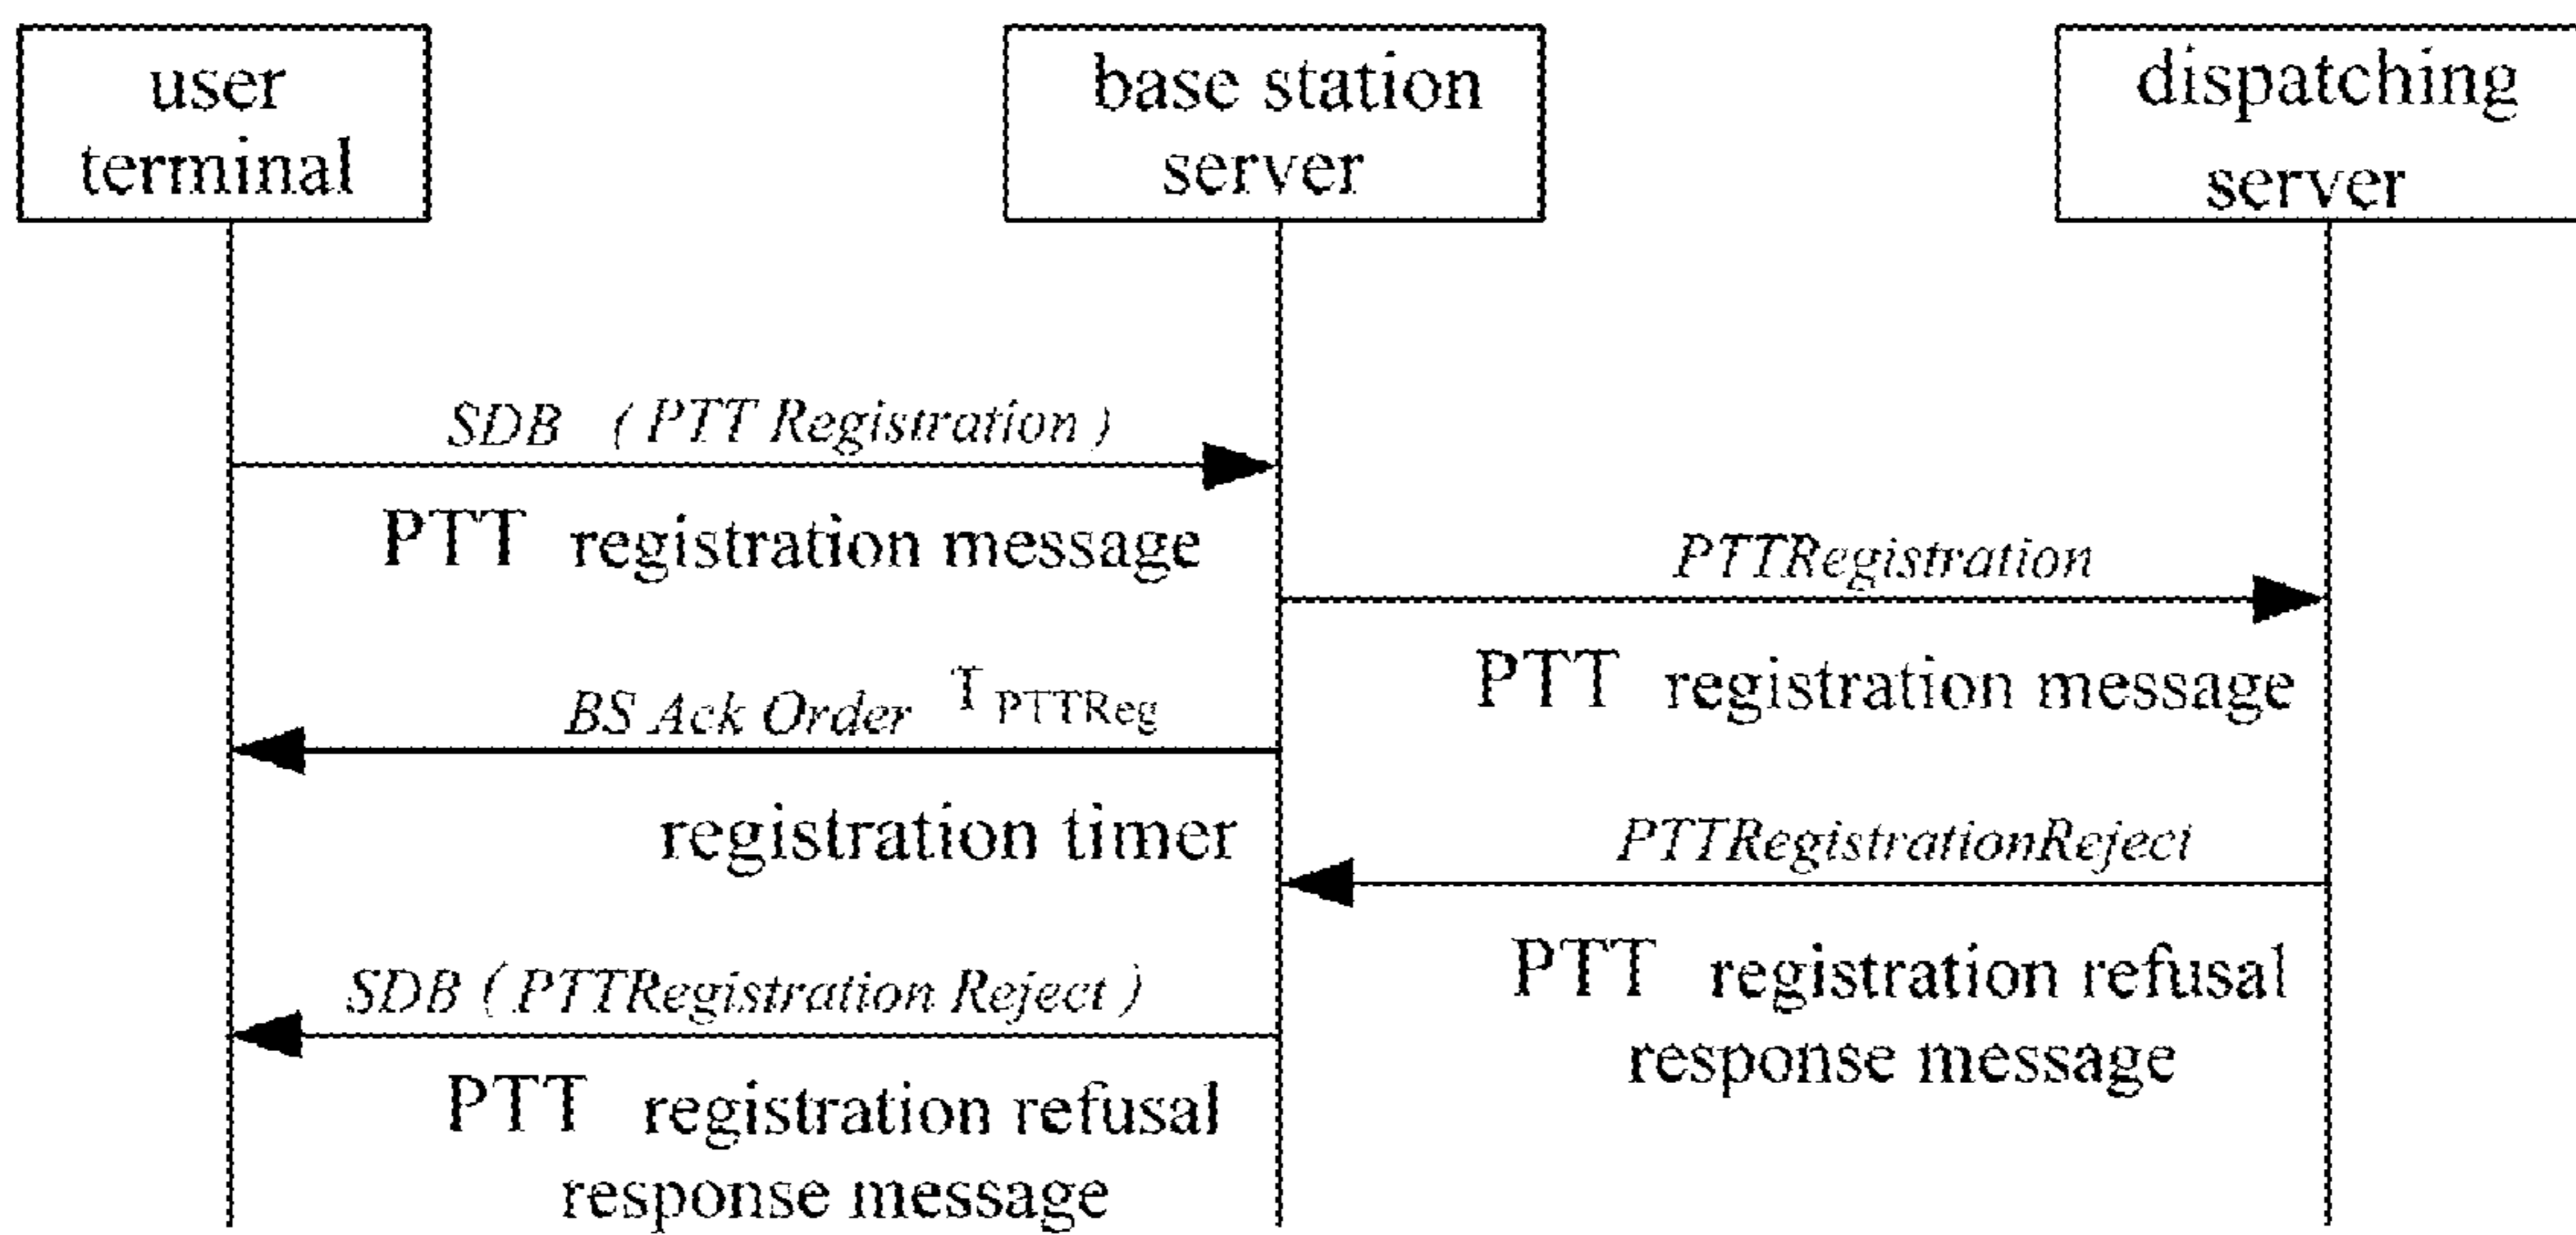 user
terminal
base station
server
dispatching
server
SDB ( PTT Registration )
PTT registration message
PTTRegistration
PTT registration message
BS Ack Order T PTTReg
registration timer
PTTRegistrationReject
PTT registration refusal
response message
SDB ( PTTRegistration Reject )
PTT registration refusal
response message